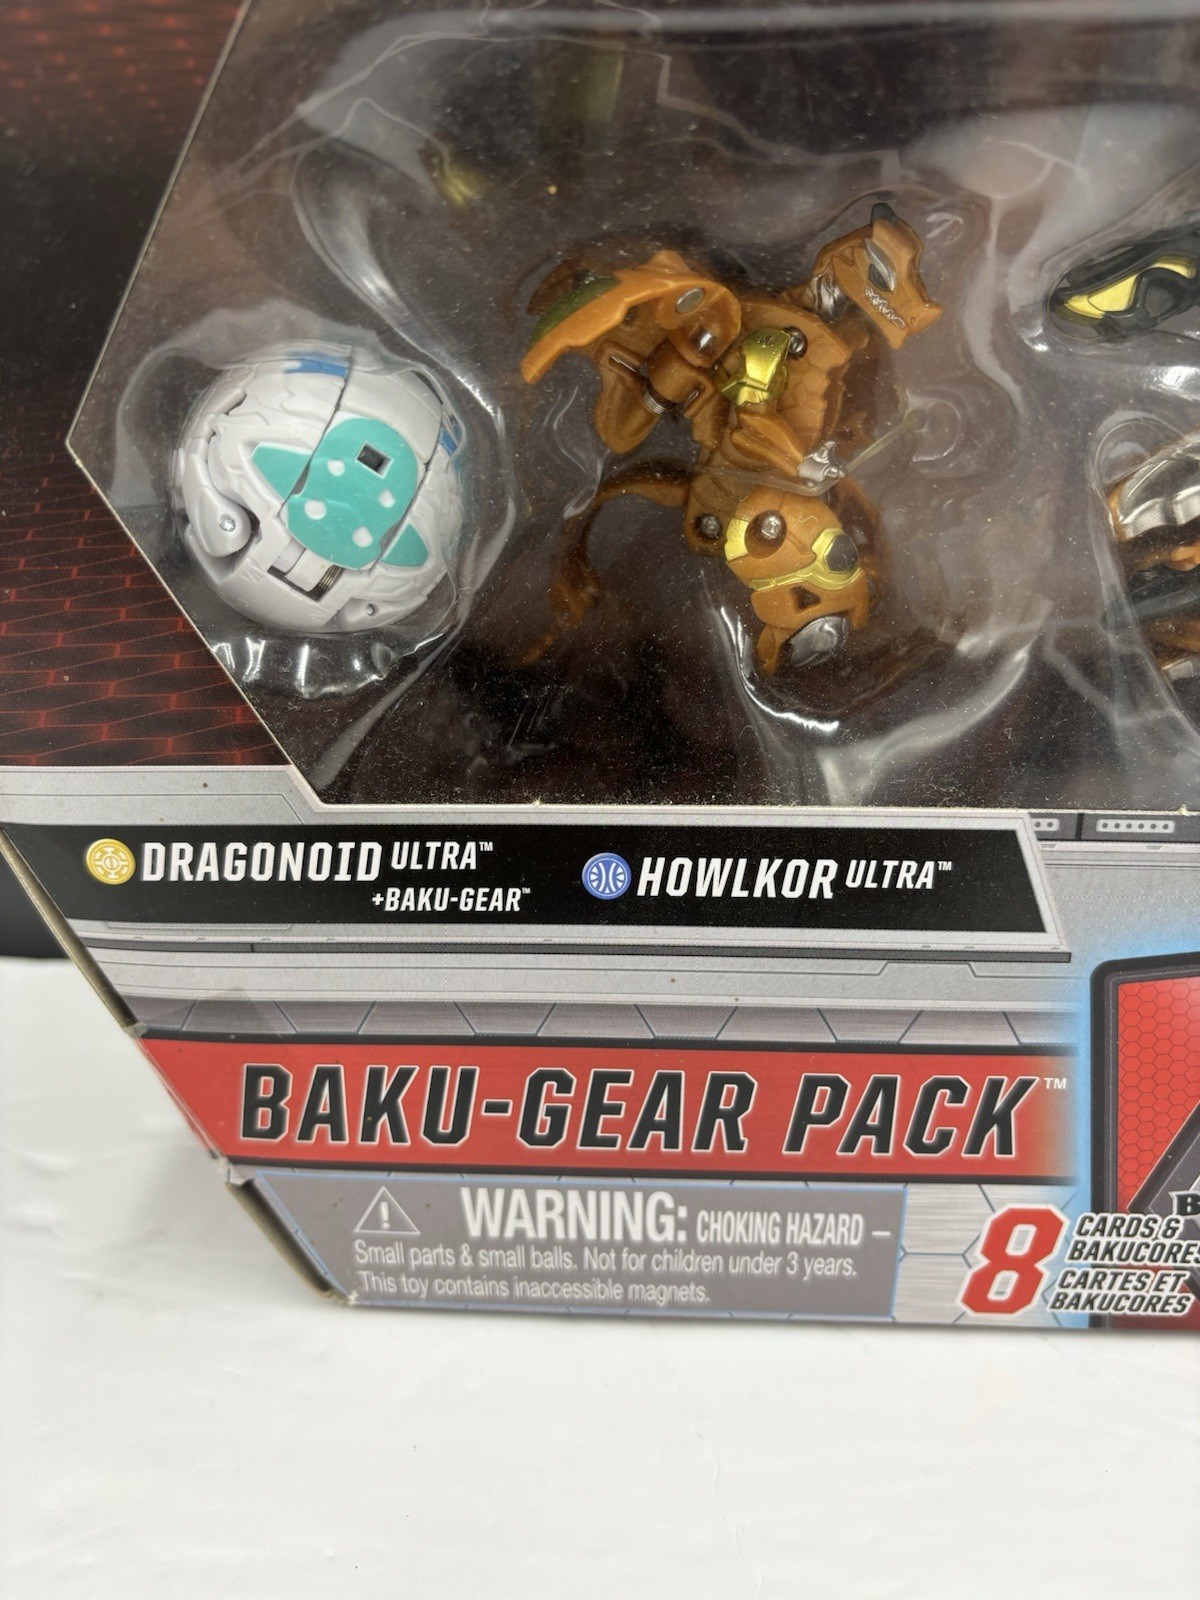 DRAGONOID ULTRA™
+BAKU-GEAR™
HOWLKOR ULTRA™
BAKU-GEAR PACK™
WARNING: CHOKING HAZARD –
Small parts & small balls. Not for children under 3 years.
This toy contains inaccessible magnets.
8 CARDS &
BAKUCORES
CARTES ET
BAKUCORES